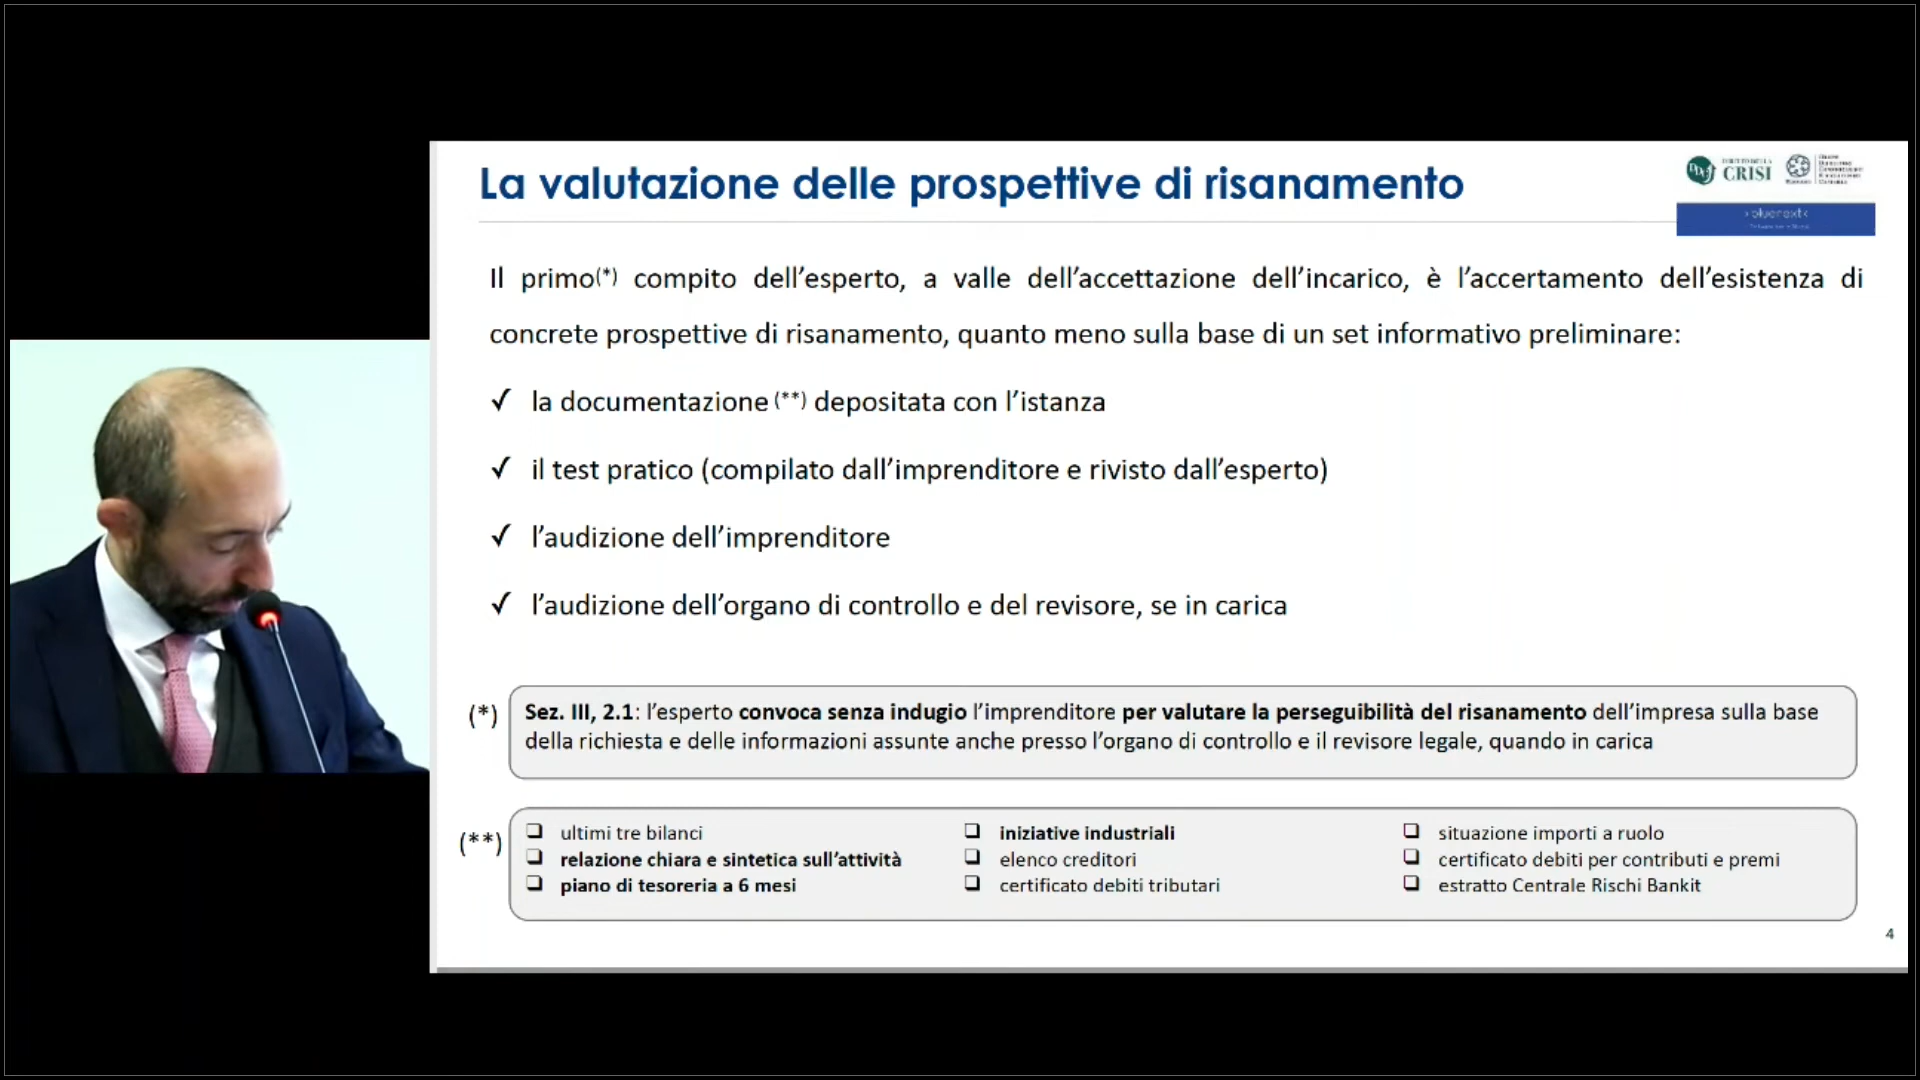 La valutazione delle prospettive di risanamento
CRISI
Il primo(*) compito dell’esperto, a valle dell’accettazione dell’incarico, è l’accertamento dell’esistenza di
concrete prospettive di risanamento, quanto meno sulla base di un set informativo preliminare:
✓ la documentazione (**) depositata con l’istanza
✓ il test pratico (compilato dall’imprenditore e rivisto dall’esperto)
✓ l’audizione dell’imprenditore
✓ l’audizione dell’organo di controllo e del revisore, se in carica
(*) Sez. III, 2.1: l’esperto convoca senza indugio l’imprenditore per valutare la perseguibilità del risanamento dell’impresa sulla base
della richiesta e delle informazioni assunte anche presso l’organo di controllo e il revisore legale, quando in carica
(**)
❑ ultimi tre bilanci
❑ relazione chiara e sintetica sull’attività
❑ piano di tesoreria a 6 mesi
❑ iniziative industriali
❑ elenco creditori
❑ certificato debiti tributari
❑ situazione importi a ruolo
❑ certificato debiti per contributi e premi
❑ estratto Centrale Rischi Bankit
4